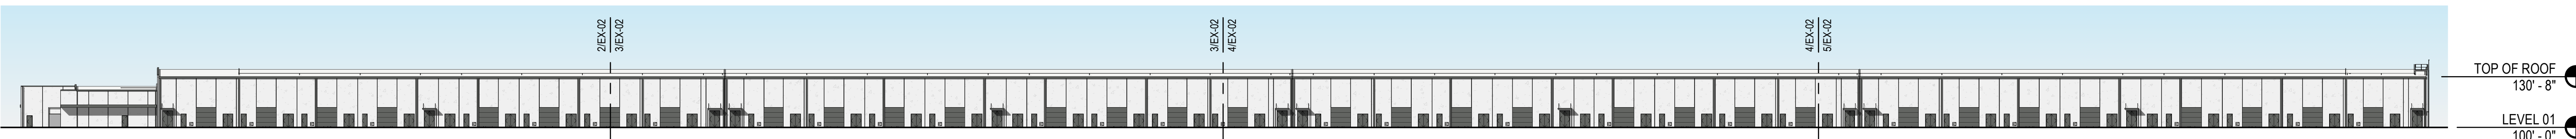 2/EX-02
3/EX-02
3/EX-02
4/EX-02
4/EX-02
5/EX-02
TOP OF ROOF
130' - 8"
LEVEL 01
100' - 0"